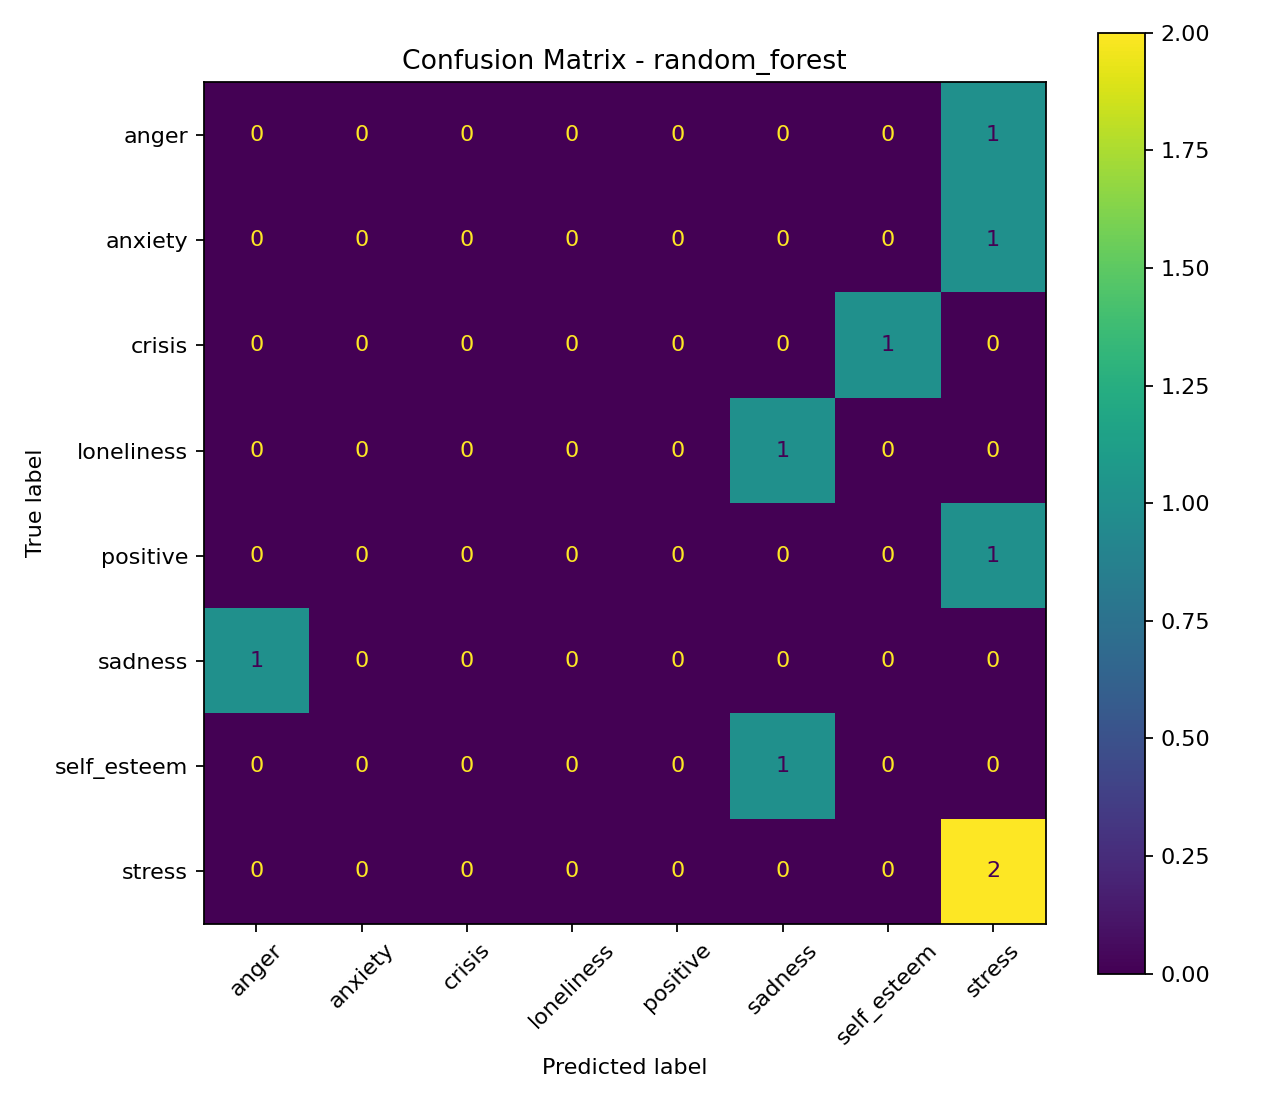 Confusion Matrix - random_forest
True label
anger 0 0 0 0 0 0 0 1
anxiety 0 0 0 0 0 0 0 1
crisis 0 0 0 0 0 0 1 0
loneliness 0 0 0 0 0 1 0 0
positive 0 0 0 0 0 0 0 1
sadness 1 0 0 0 0 0 0 0
self_esteem 0 0 0 0 0 1 0 0
stress 0 0 0 0 0 0 0 2
anger anxiety crisis loneliness positive sadness self_esteem stress
Predicted label
2.00
1.75
1.50
1.25
1.00
0.75
0.50
0.25
0.00